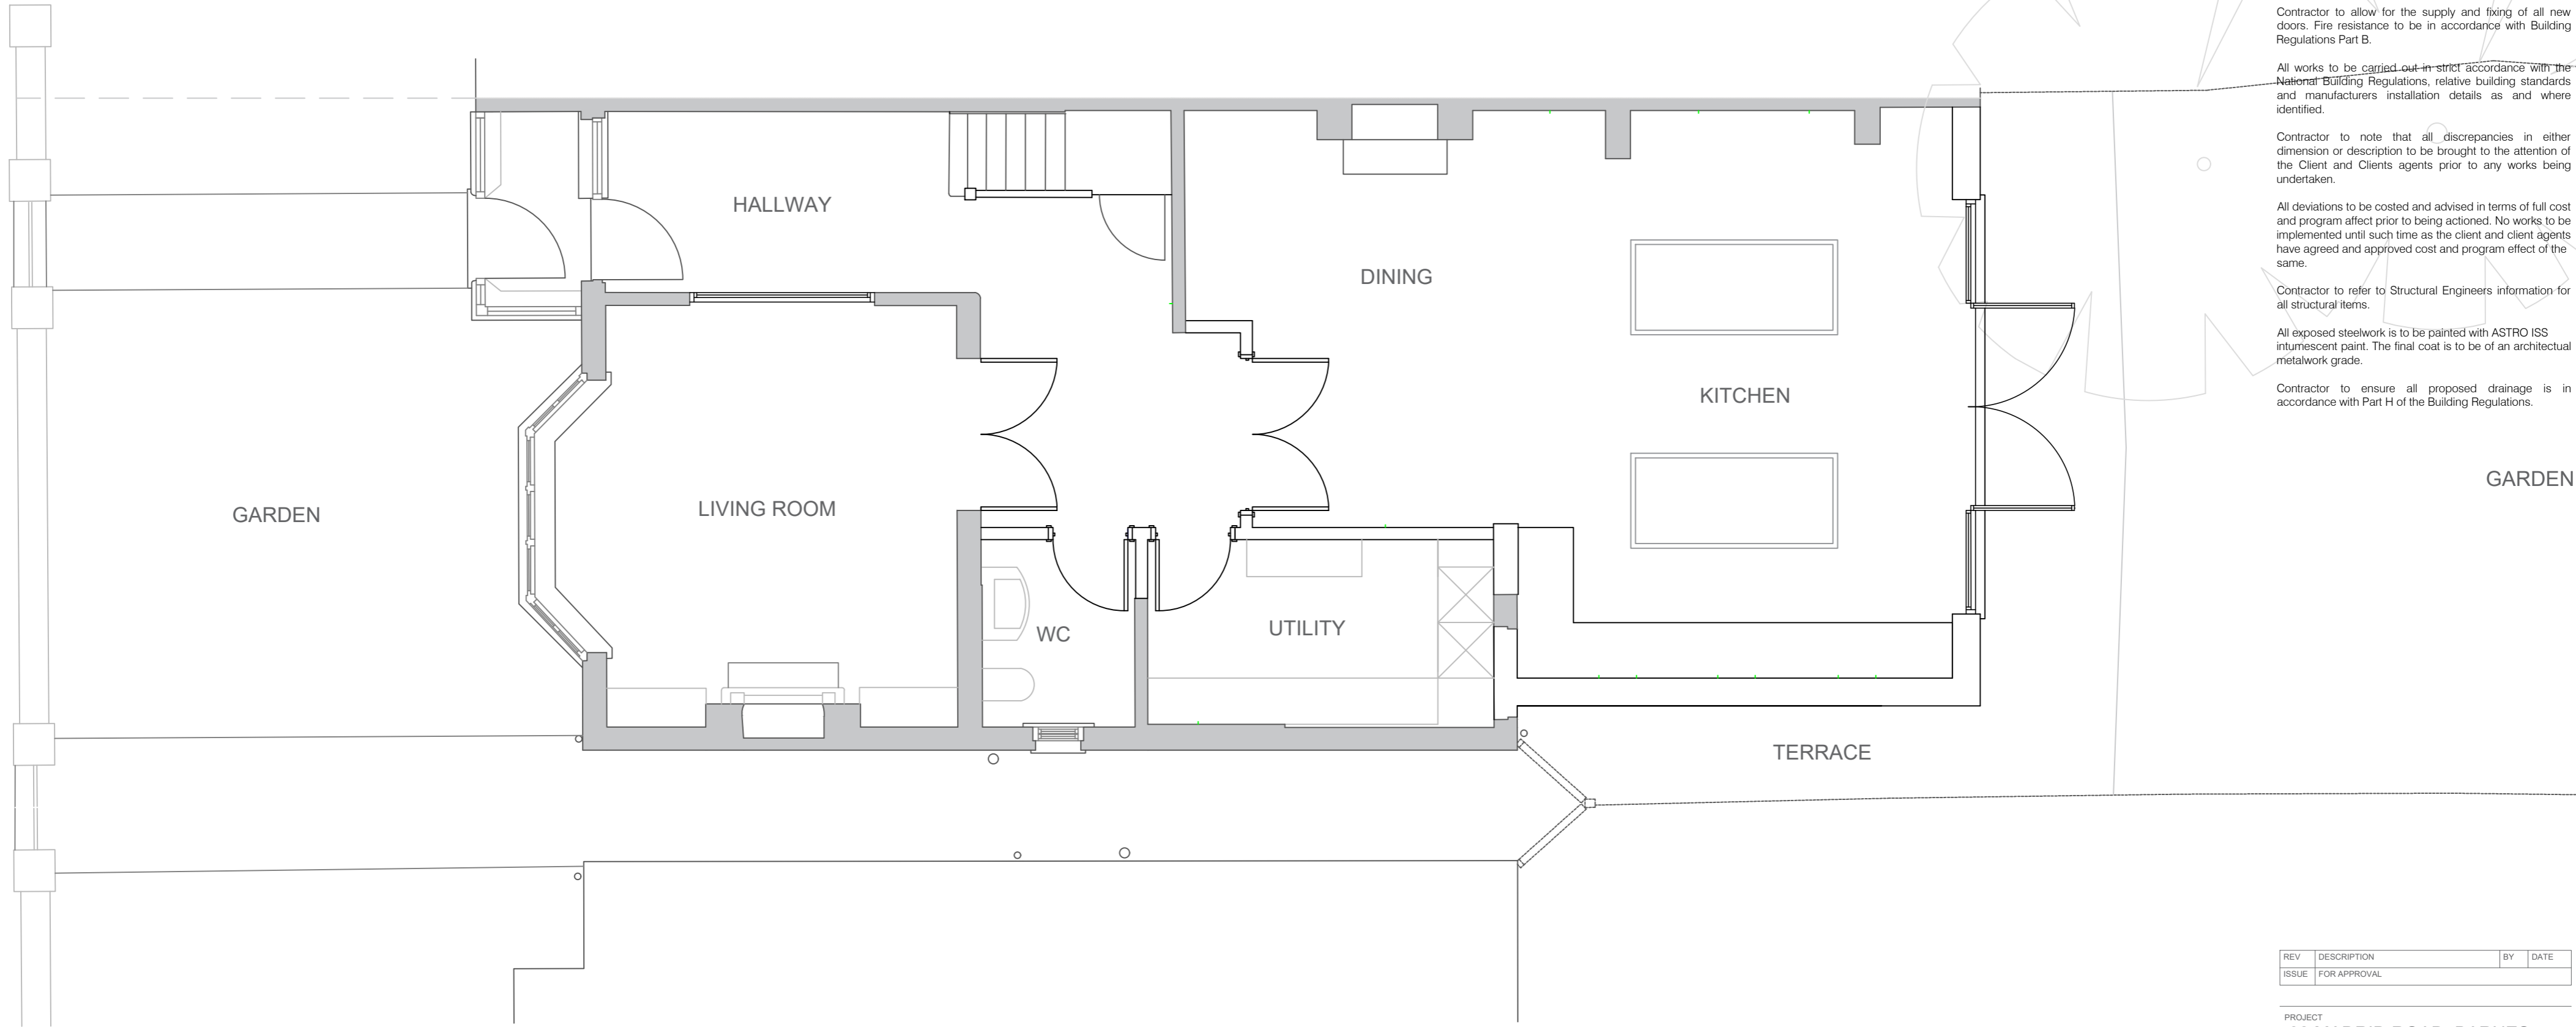 Contractor to allow for the supply and fixing of all new
doors. Fire resistance to be in accordance with Building
Regulations Part B.
All works to be carried out in strict accordance with the
National Building Regulations, relative building standards
and manufacturers installation details as and where
identified.
Contractor to note that all discrepancies in either
dimension or description to be brought to the attention of
the Client and Clients agents prior to any works being
undertaken.
All deviations to be costed and advised in terms of full cost
and program affect prior to being actioned. No works to be
implemented until such time as the client and client agents
have agreed and approved cost and program effect of the
same.
Contractor to refer to Structural Engineers information for
all structural items.
All exposed steelwork is to be painted with ASTRO ISS
intumescent paint. The final coat is to be of an architectual
metalwork grade.
Contractor to ensure all proposed drainage is in
accordance with Part H of the Building Regulations.
HALLWAY
DINING
KITCHEN
GARDEN
LIVING ROOM
GARDEN
WC
UTILITY
TERRACE
REV DESCRIPTION BY DATE
ISSUE FOR APPROVAL
PROJECT